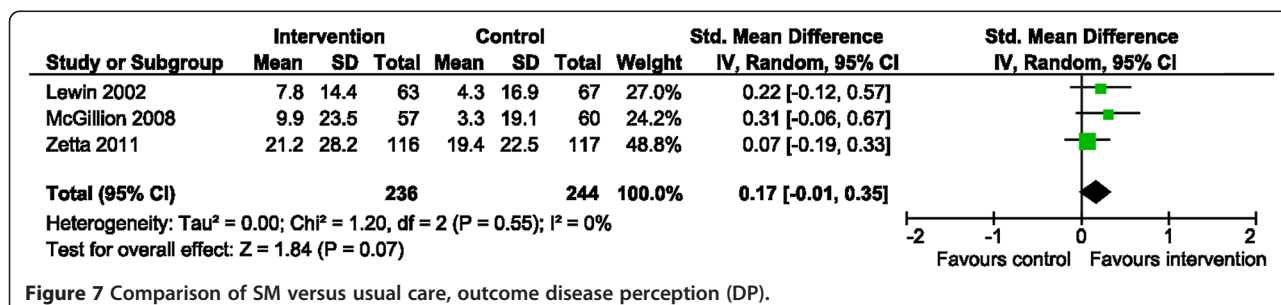 Intervention Control Std. Mean Difference Std. Mean Difference
Study or Subgroup Mean SD Total Mean SD Total Weight IV, Random, 95% CI IV, Random, 95% CI
Lewin 2002 7.8 14.4 63 4.3 16.9 67 27.0% 0.22 [-0.12, 0.57]
McGillion 2008 9.9 23.5 57 3.3 19.1 60 24.2% 0.31 [-0.06, 0.67]
Zetta 2011 21.2 28.2 116 19.4 22.5 117 48.8% 0.07 [-0.19, 0.33]
Total (95% CI) 236 244 100.0% 0.17 [-0.01, 0.35]
Heterogeneity: Tau² = 0.00; Chi² = 1.20, df = 2 (P = 0.55); I² = 0%
Test for overall effect: Z = 1.84 (P = 0.07)
-2 -1 0 1 2
Favours control Favours intervention
Figure 7 Comparison of SM versus usual care, outcome disease perception (DP).